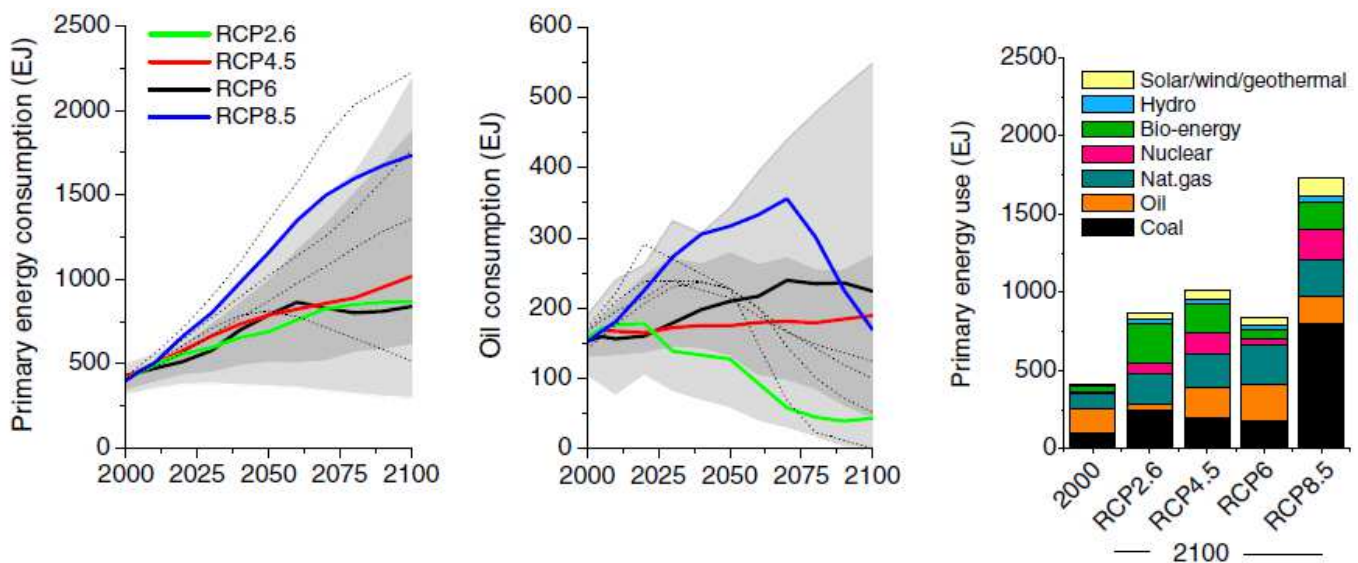 Primary energy consumption (EJ)
2500
2000
1500
1000
500
0
RCP2.6
RCP4.5
RCP6
RCP8.5
2000 2025 2050 2075 2100
Oil consumption (EJ)
600
500
400
300
200
100
0
2000 2025 2050 2075 2100
Primary energy use (EJ)
2500
2000
1500
1000
500
0
Solar/wind/geothermal
Hydro
Bio-energy
Nuclear
Nat.gas
Oil
Coal
2000 RCP2.6 RCP4.5 RCP6 RCP8.5
2100